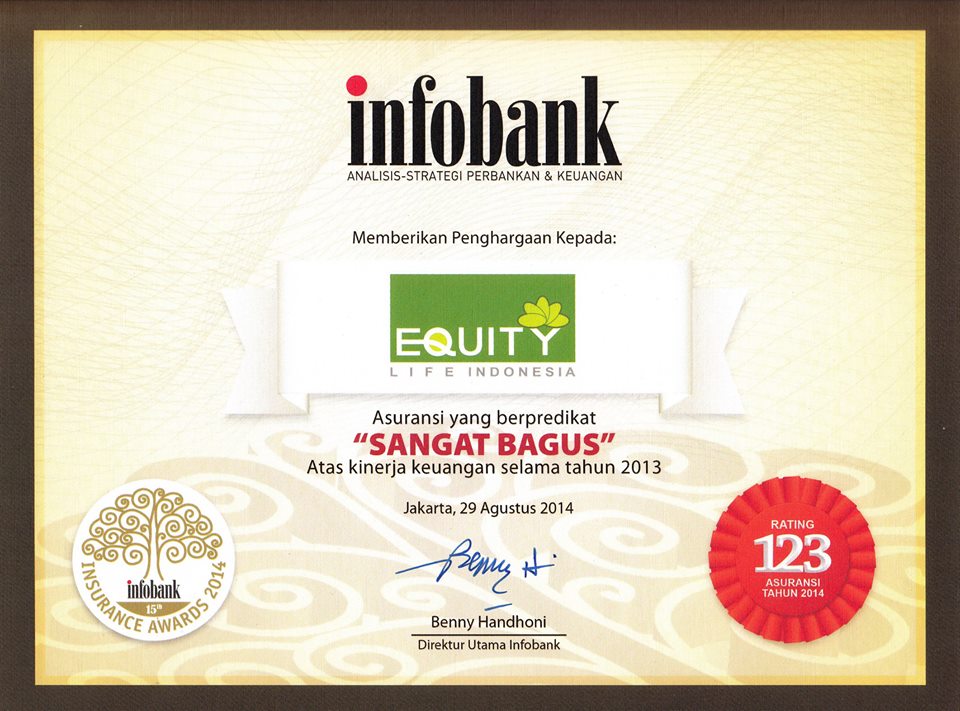 infobank
ANALISIS-STRATEGI PERBANKAN & KEUANGAN
Memberikan Penghargaan Kepada:
EQUITY
LIFE INDONESIA
Asuransi yang berpredikat
“SANGAT BAGUS”
Atas kinerja keuangan selama tahun 2013
Jakarta, 29 Agustus 2014
Benny H
Benny Handhoni
Direktur Utama Infobank
infobank
15th
INSURANCE AWARDS 2014
RATING
123
ASURANSI
TAHUN 2014